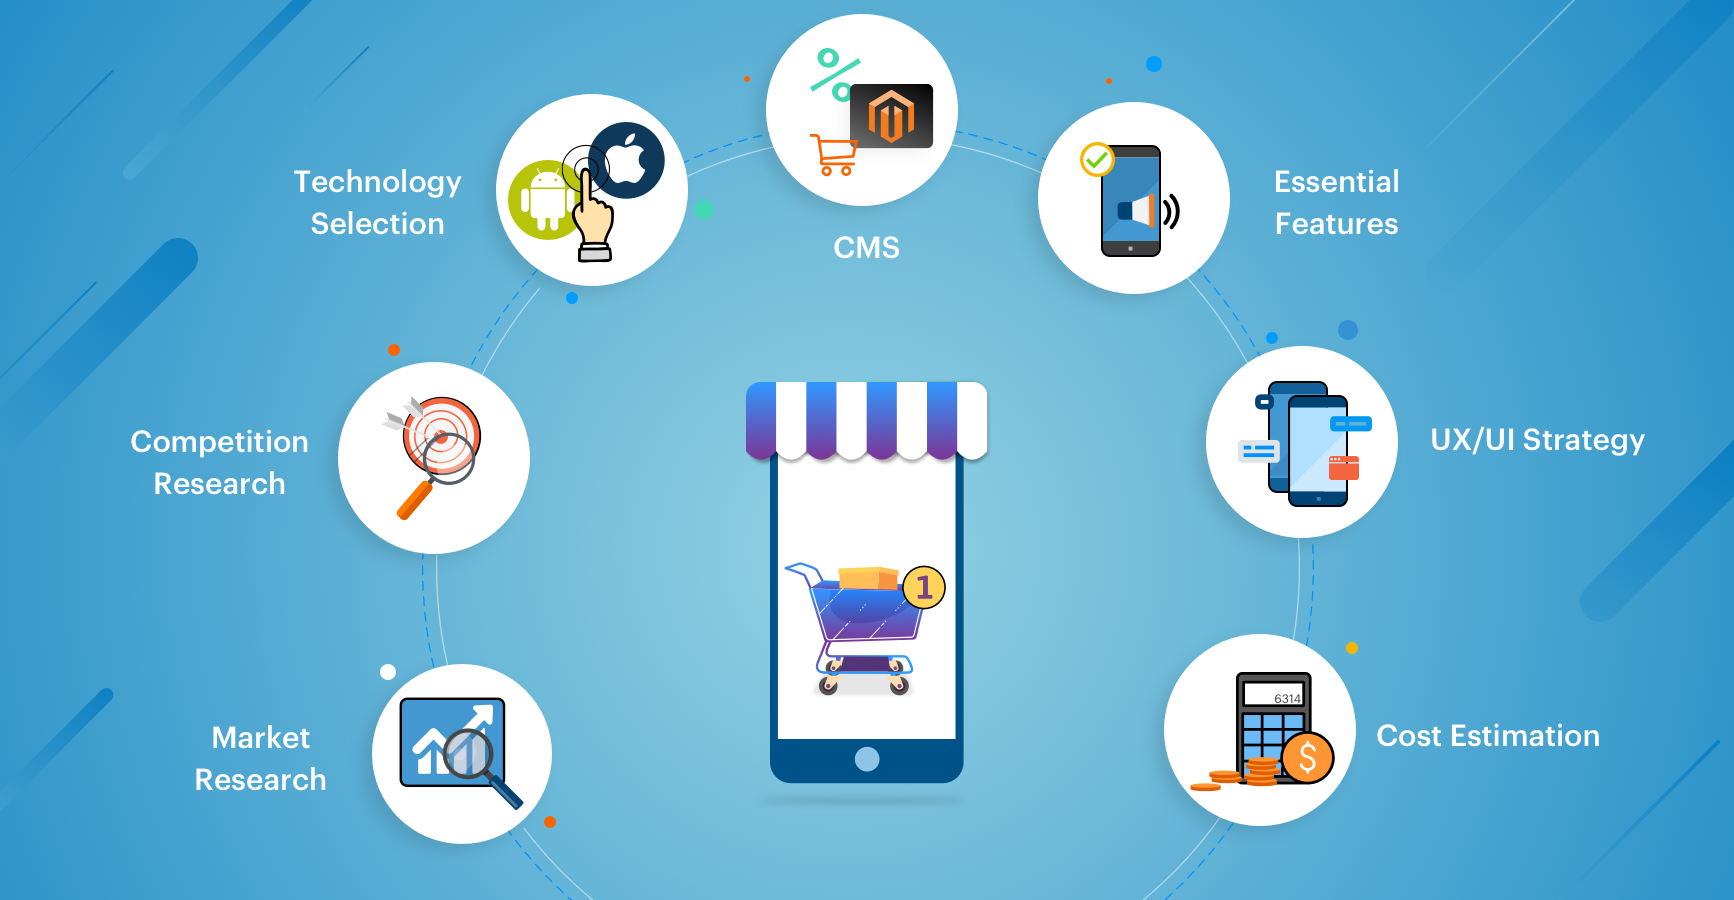 Technology
Selection
CMS
Essential
Features
Competition
Research
UX/UI Strategy
1
Market
Research
6314
$
Cost Estimation